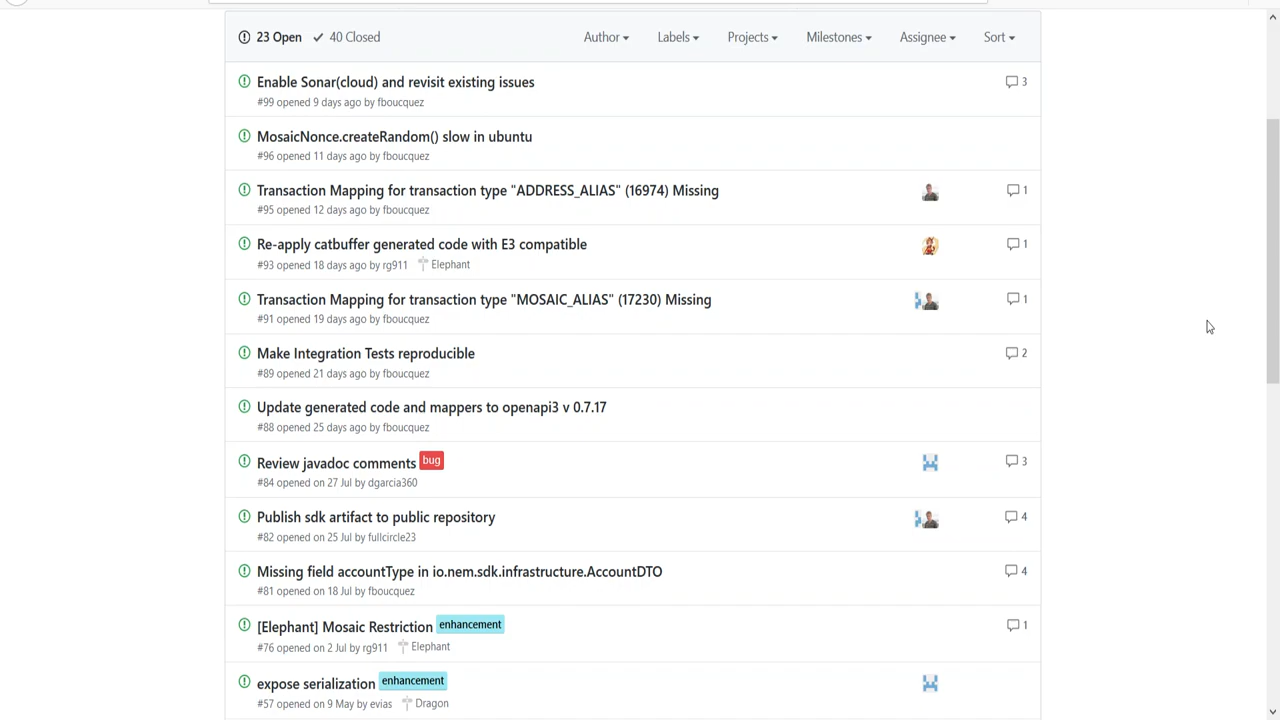 23 Open 40 Closed Author Labels Projects Milestones Assignee Sort
Enable Sonar(cloud) and revisit existing issues 3
#99 opened 9 days ago by fboucquez
MosaicNonce.createRandom() slow in ubuntu
#96 opened 11 days ago by fboucquez
Transaction Mapping for transaction type "ADDRESS_ALIAS" (16974) Missing 1
#95 opened 12 days ago by fboucquez
Re-apply catbuffer generated code with E3 compatible 1
#93 opened 18 days ago by rg911 Elephant
Transaction Mapping for transaction type "MOSAIC_ALIAS" (17230) Missing 1
#91 opened 19 days ago by fboucquez
Make Integration Tests reproducible 2
#89 opened 21 days ago by fboucquez
Update generated code and mappers to openapi3 v 0.7.17
#88 opened 25 days ago by fboucquez
Review javadoc comments bug 3
#84 opened on 27 Jul by dgarcia360
Publish sdk artifact to public repository 4
#82 opened on 25 Jul by fullcircle23
Missing field accountType in io.nem.sdk.infrastructure.AccountDTO 4
#81 opened on 18 Jul by fboucquez
[Elephant] Mosaic Restriction enhancement 1
#76 opened on 2 Jul by rg911 Elephant
expose serialization enhancement
#57 opened on 9 May by evias Dragon